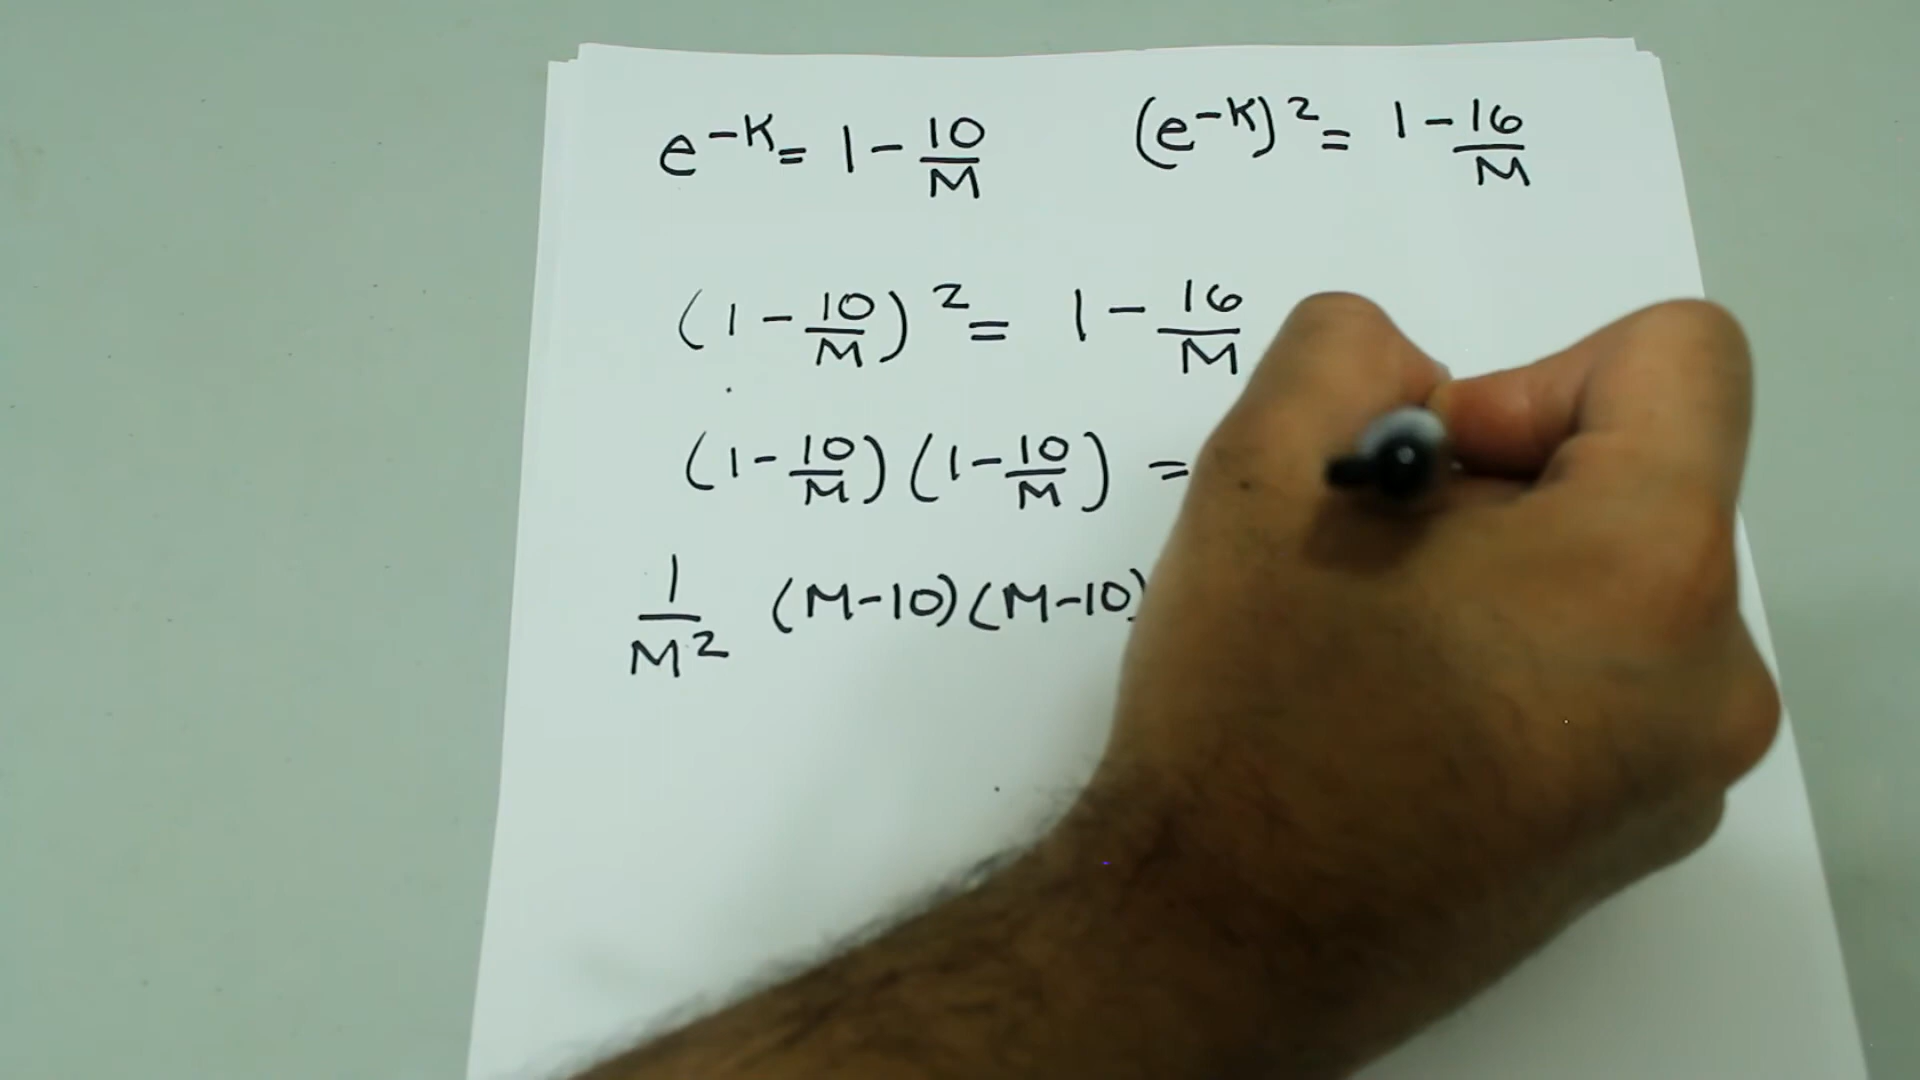 e^{-K} = 1 - 10/M (e^{-K})^2 = 1 - 16/M
(1 - 10/M)^2 = 1 - 16/M
(1 - 10/M)(1 - 10/M) =
1/M^2 (M-10)(M-10)